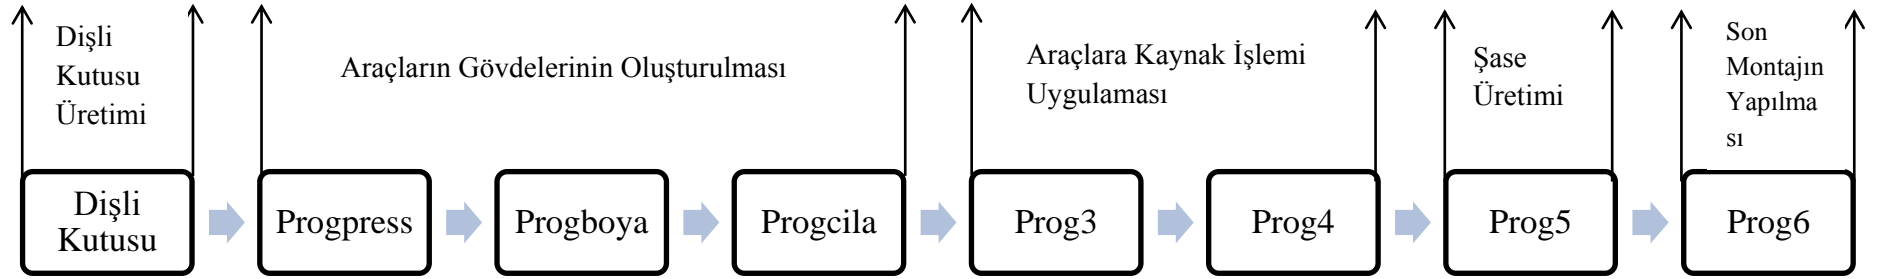 Dişli
Kutusu
Üretimi
Araçların Gövdelerinin Oluşturulması
Araçlara Kaynak İşlemi
Uygulaması
Şase
Üretimi
Son
Montajın
Yapılma
sı
Dişli
Kutusu
Progpress
Progboya
Progcila
Prog3
Prog4
Prog5
Prog6